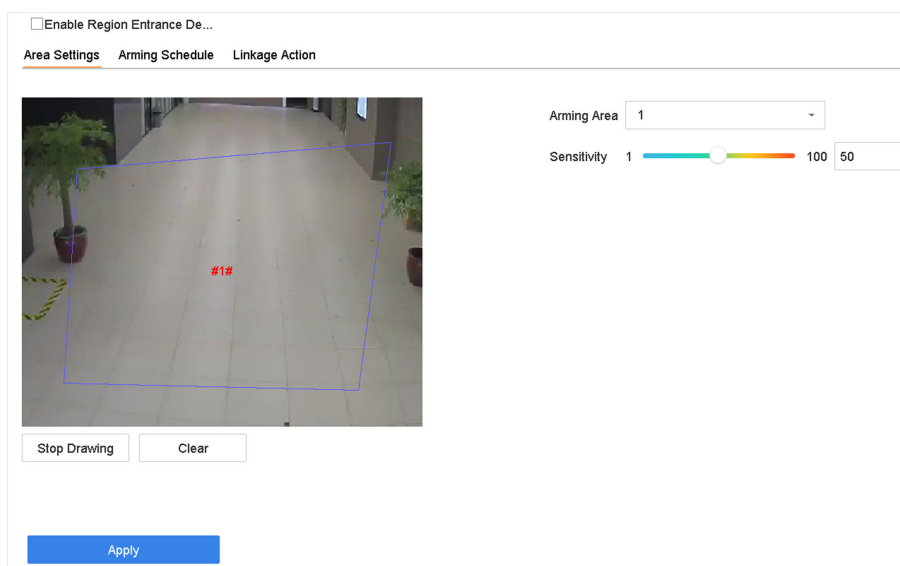 Enable Region Entrance De...
Area Settings Arming Schedule Linkage Action
Arming Area 1
Sensitivity 1 100 50
#1#
Stop Drawing Clear
Apply